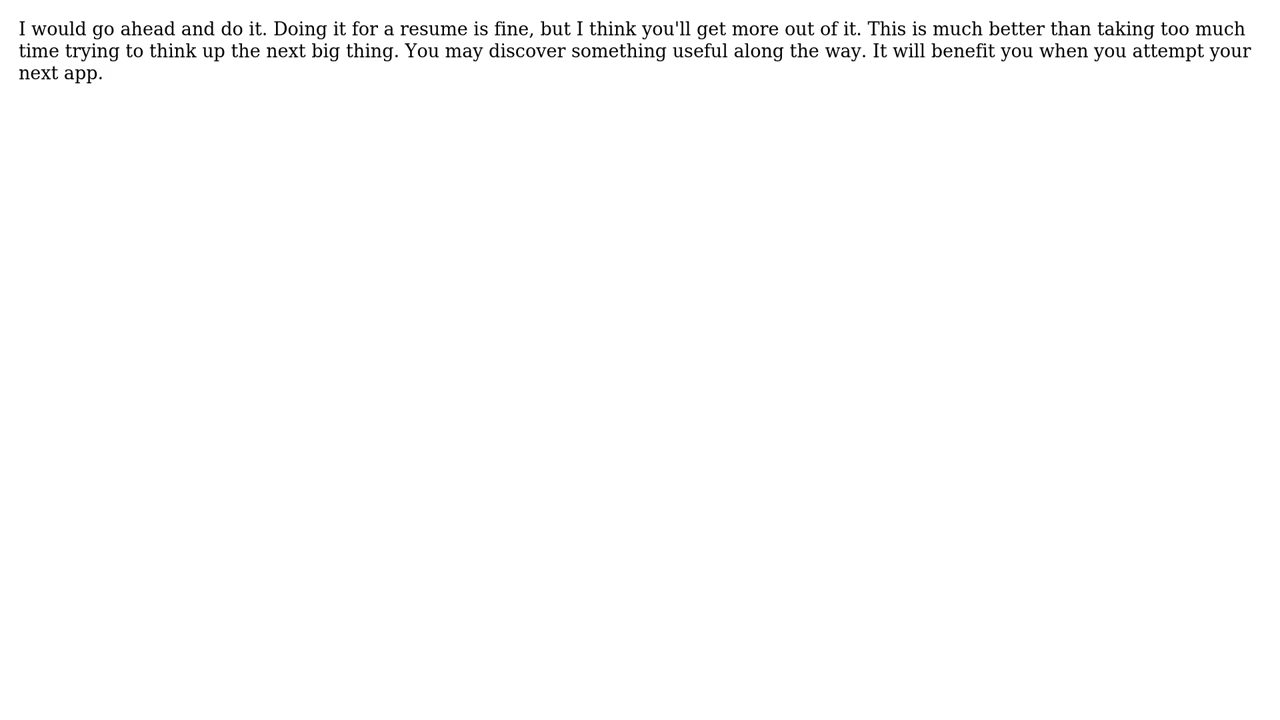 I would go ahead and do it. Doing it for a resume is fine, but I think you'll get more out of it. This is much better than taking too much
time trying to think up the next big thing. You may discover something useful along the way. It will benefit you when you attempt your
next app.